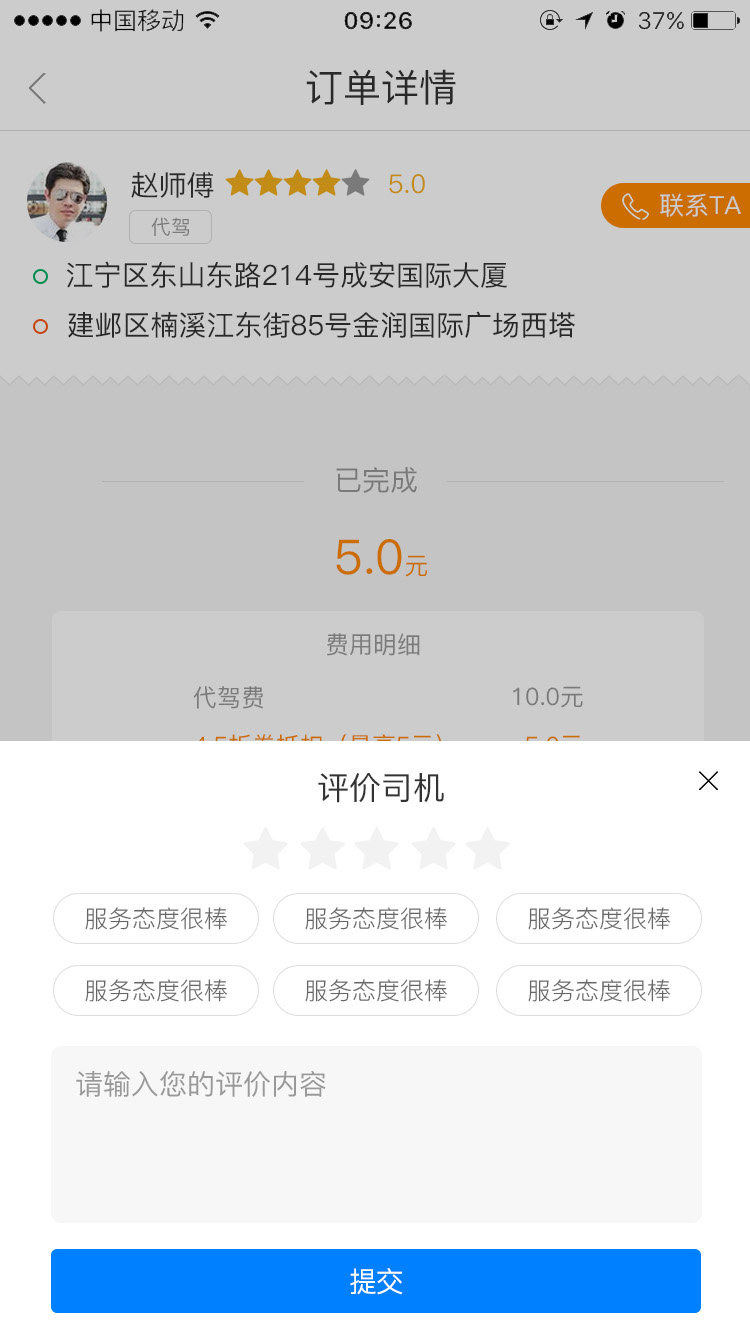 中国移动 09:26 37%
订单详情
赵师傅 5.0
代驾
联系TA
江宁区东山东路214号成安国际大厦
建邺区楠溪江东街85号金润国际广场西塔
已完成
5.0元
费用明细
代驾费 10.0元
评价司机
服务态度很棒 服务态度很棒 服务态度很棒
服务态度很棒 服务态度很棒 服务态度很棒
请输入您的评价内容
提交